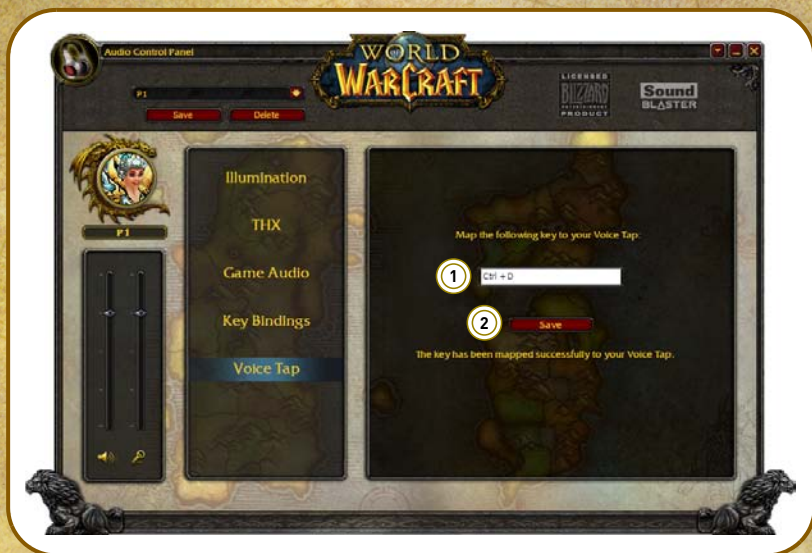 Audio Control Panel
WORLD
OF
WARCRAFT
P1
Save Delete
LICENSED
BLIZZARD
ENTERTAINMENT
PRODUCT
Sound
BLASTER
P1
Illumination
THX
Game Audio
Key Bindings
Voice Tap
Map the following key to your Voice Tap:
1 Ctrl + D
2 Save
The key has been mapped successfully to your Voice Tap.